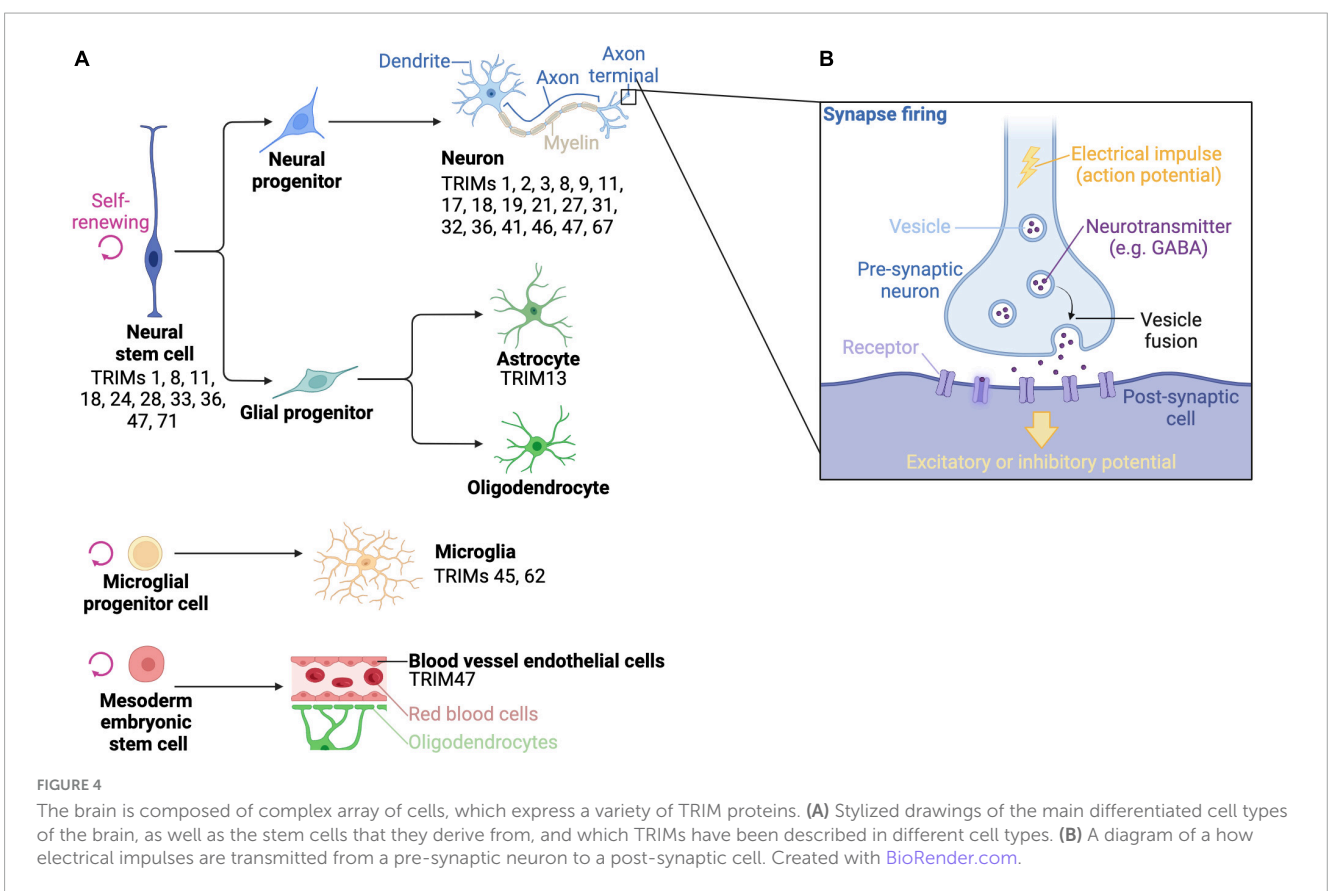 A
Dendrite
Axon
Axon
terminal
Myelin
Neural
progenitor
Neuron
TRIMs 1, 2, 3, 8, 9, 11,
17, 18, 19, 21, 27, 31,
32, 36, 41, 46, 47, 67
Self-
renewing
Neural
stem cell
TRIMs 1, 8, 11,
18, 24, 28, 33, 36,
47, 71
Glial progenitor
Astrocyte
TRIM13
Oligodendrocyte
Microglial
progenitor cell
Microglia
TRIMs 45, 62
Mesoderm
embryonic
stem cell
Blood vessel endothelial cells
TRIM47
Red blood cells
Oligodendrocytes
B
Synapse firing
Electrical impulse
(action potential)
Vesicle
Neurotransmitter
(e.g. GABA)
Pre-synaptic
neuron
Vesicle
fusion
Receptor
Post-synaptic
cell
Excitatory or inhibitory potential
FIGURE 4
The brain is composed of complex array of cells, which express a variety of TRIM proteins. (A) Stylized drawings of the main differentiated cell types
of the brain, as well as the stem cells that they derive from, and which TRIMs have been described in different cell types. (B) A diagram of a how
electrical impulses are transmitted from a pre-synaptic neuron to a post-synaptic cell. Created with BioRender.com.